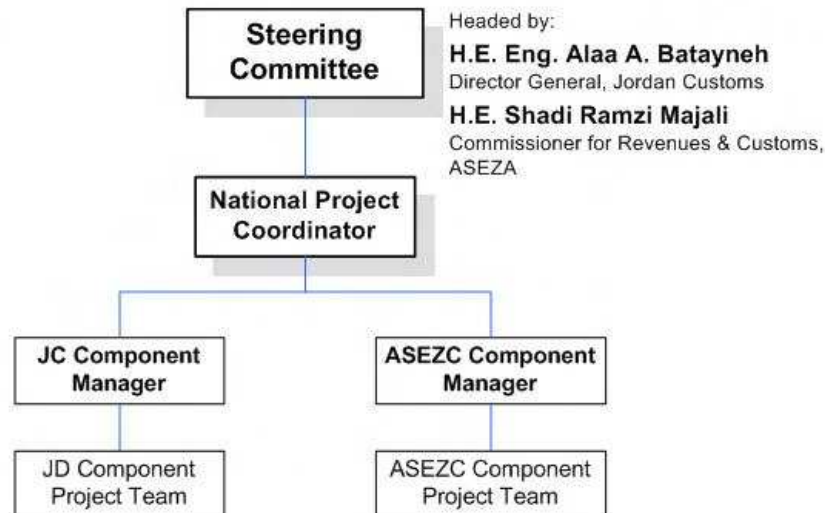 Steering
Committee
Headed by:
H.E. Eng. Alaa A. Batayneh
Director General, Jordan Customs
H.E. Shadi Ramzi Majali
Commissioner for Revenues & Customs,
ASEZA
National Project
Coordinator
JC Component
Manager
ASEZC Component
Manager
JD Component
Project Team
ASEZC Component
Project Team